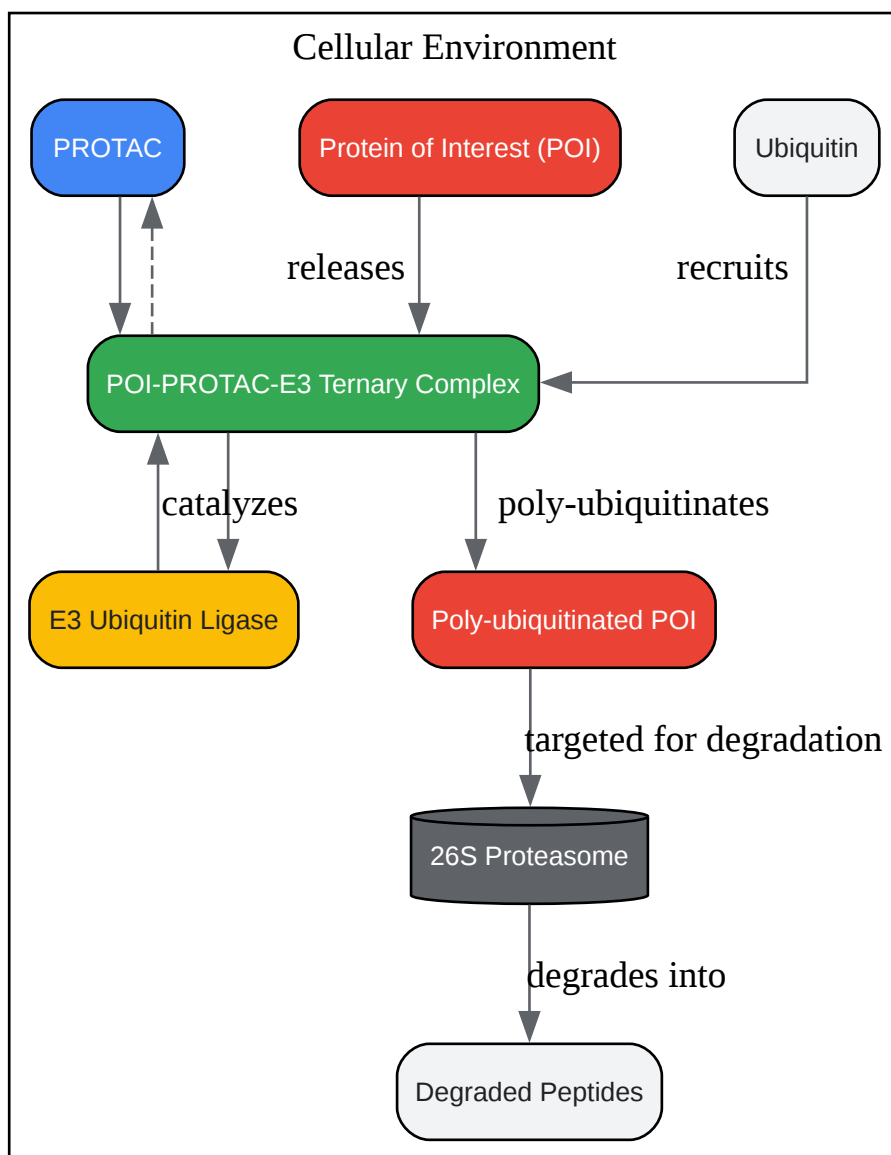 Cellular Environment
PROTAC
Protein of Interest (POI)
Ubiquitin
releases
recruits
POI-PROTAC-E3 Ternary Complex
catalyzes
poly-ubiquitinates
E3 Ubiquitin Ligase
Poly-ubiquitinated POI
targeted for degradation
26S Proteasome
degrades into
Degraded Peptides